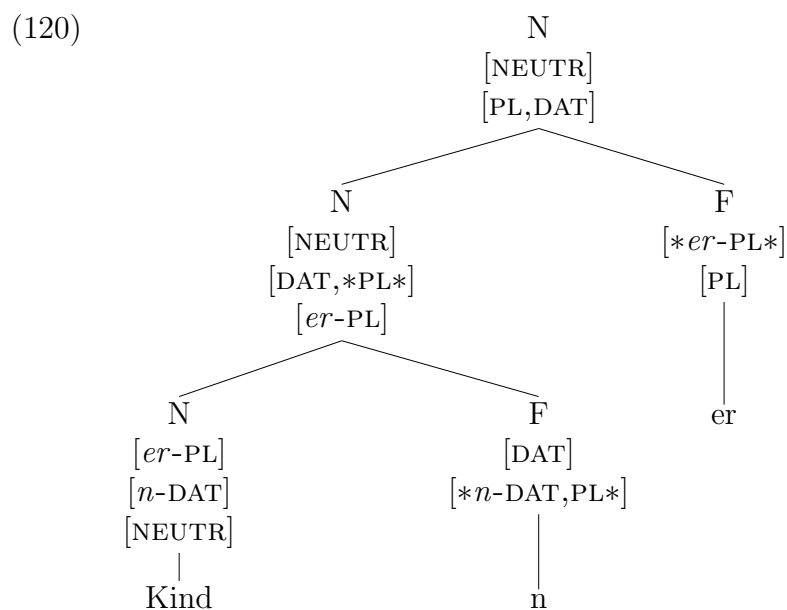 (120) N
[NEUTR]
[PL,DAT]
N F
[NEUTR] [*er-PL*]
[DAT,*PL*] [PL]
[er-PL]
N F er
[er-PL] [DAT]
[n-DAT] [*n-DAT,PL*]
[NEUTR]
Kind n